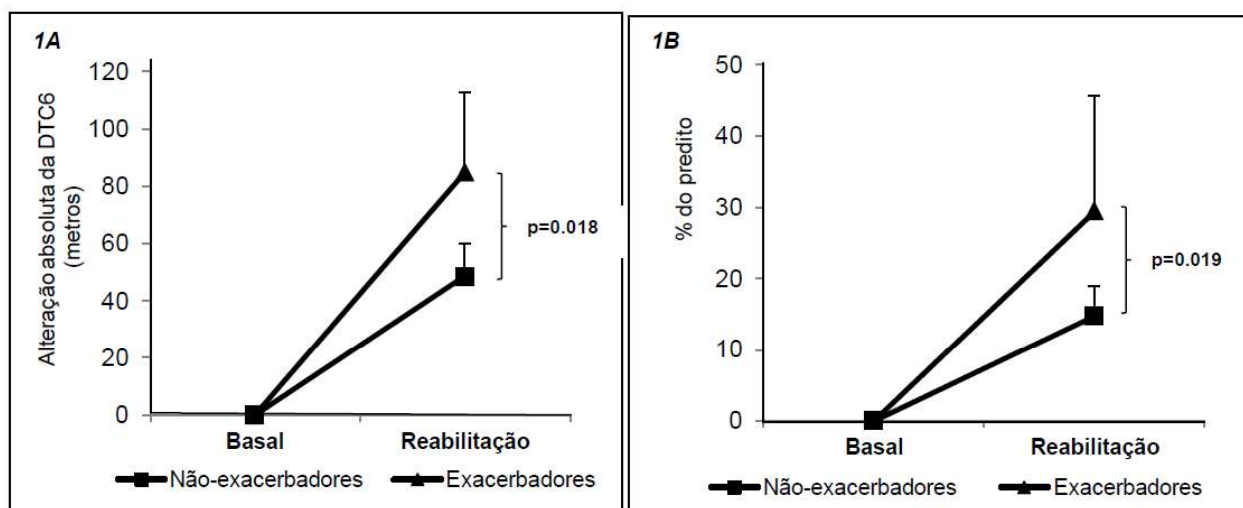 1A
Alteração absoluta da DTC6
(metros)
120
100
80
60
40
20
0
p=0.018
Basal
Reabilitação
Não-exacerbadores
Exacerbadores
1B
% do predito
50
40
30
20
10
0
p=0.019
Basal
Reabilitação
Não-exacerbadores
Exacerbadores